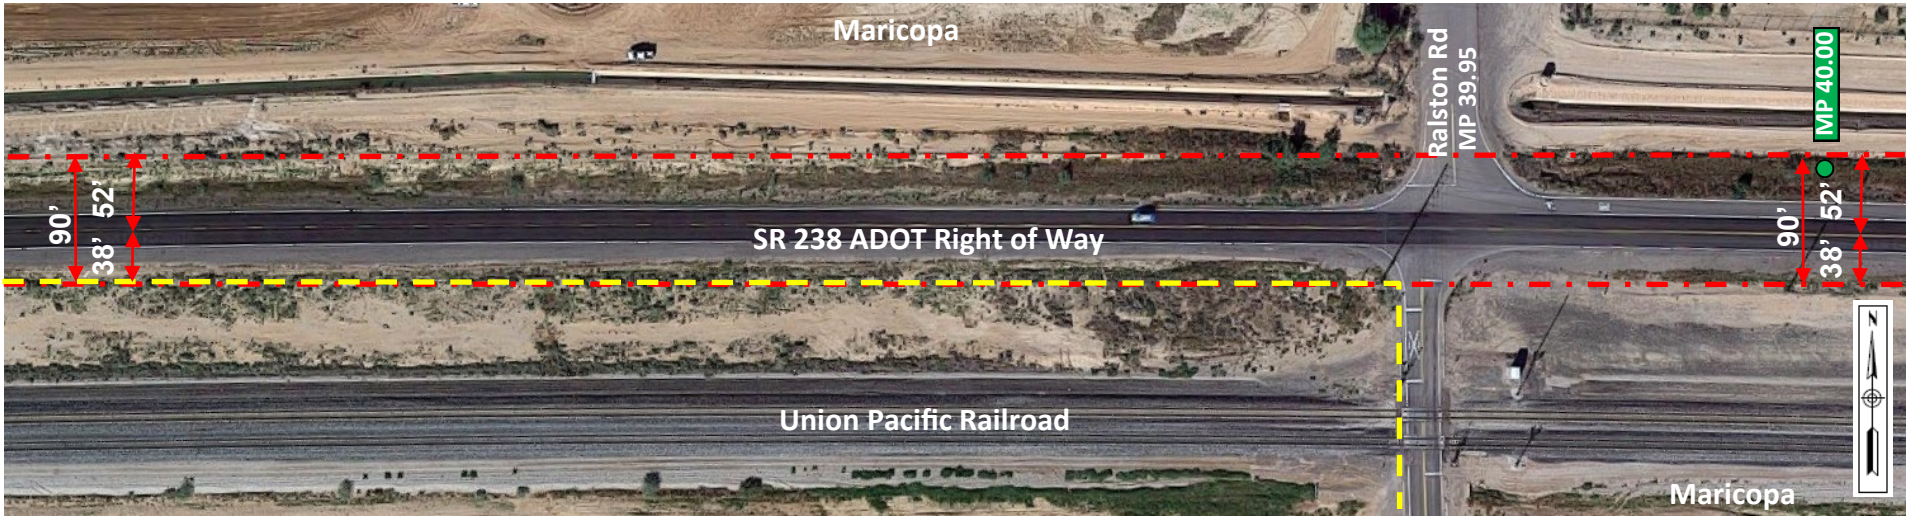 Maricopa
Ralston Rd
MP 39.95
MP 40.00
90’
52’
38’
SR 238 ADOT Right of Way
90’
52’
38’
Union Pacific Railroad
Maricopa
N